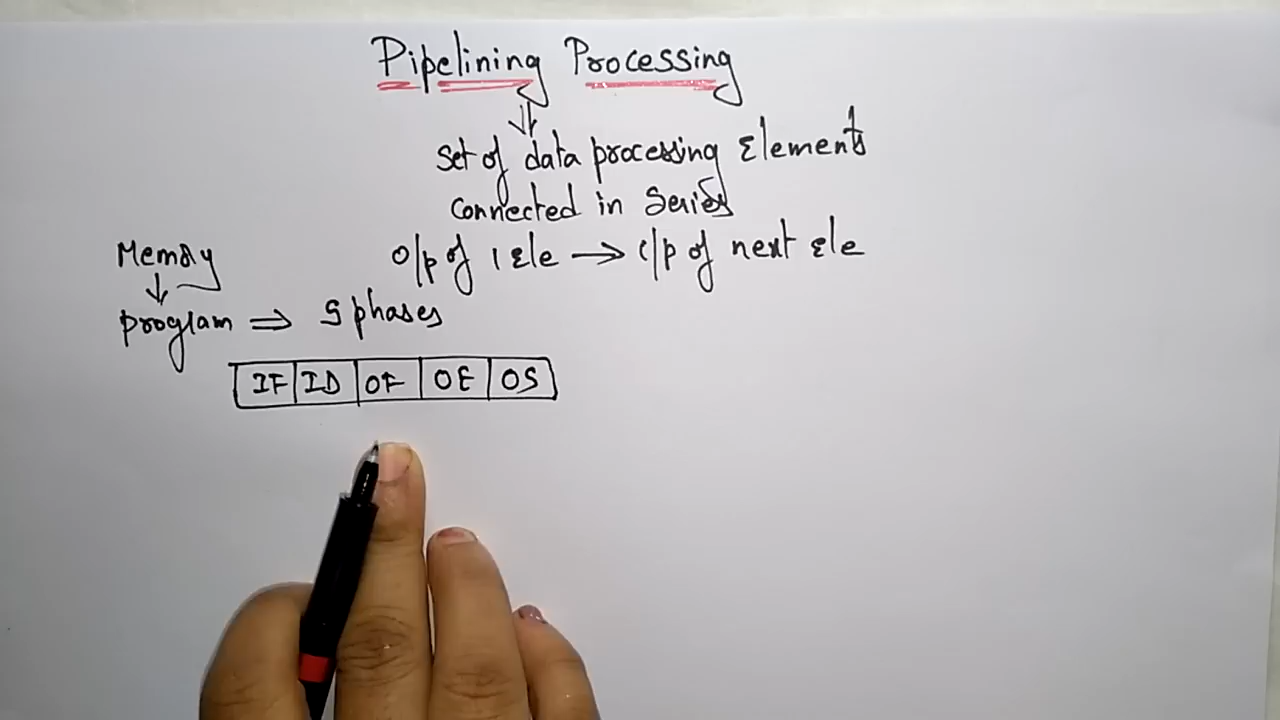 Pipelining Processing
set of data processing Elements
connected in series
O/p of 1 Ele → i/p of next Ele
Memory
program ⇒ 5 phases
IF ID OF OE OS